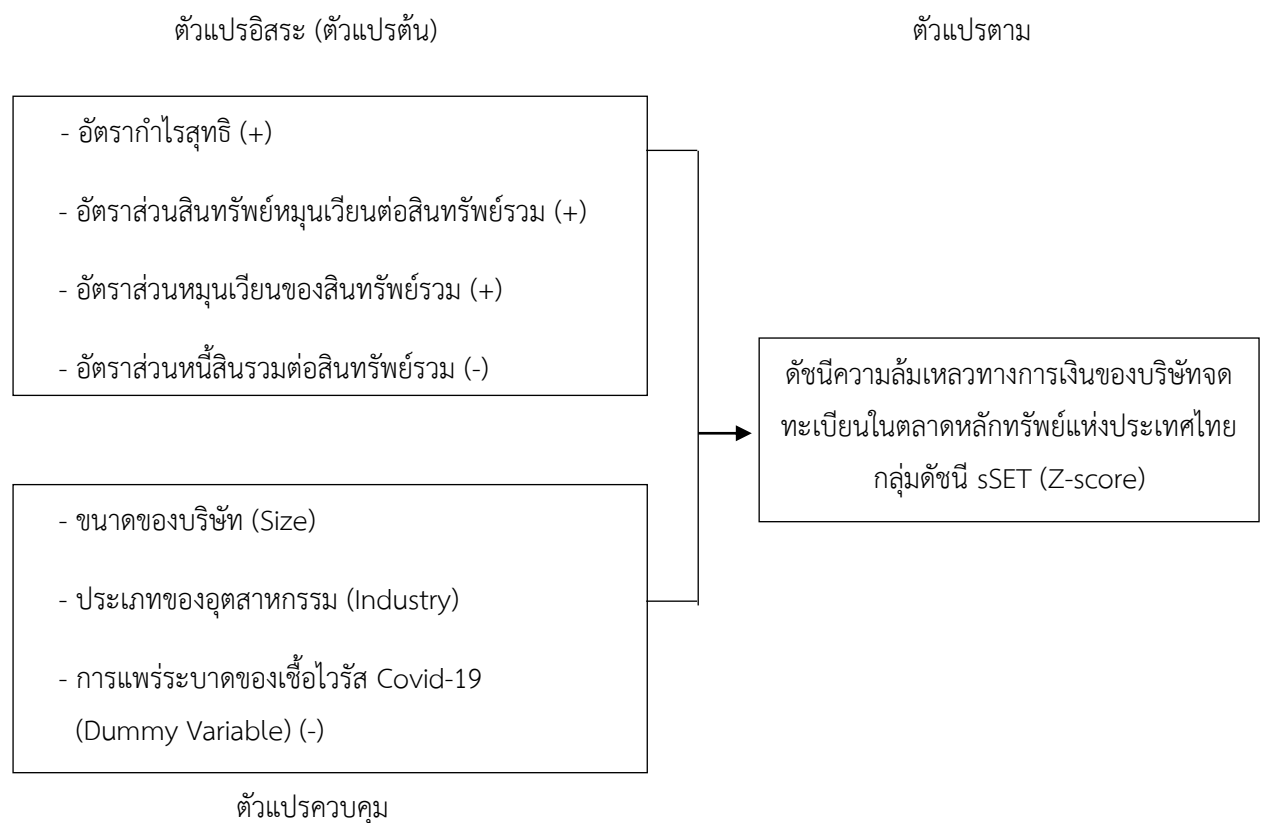 ตัวแปรอิสระ (ตัวแปรต้น)
ตัวแปรตาม
- อัตรากำไรสุทธิ (+)
- อัตราส่วนสินทรัพย์หมุนเวียนต่อสินทรัพย์รวม (+)
- อัตราส่วนหมุนเวียนของสินทรัพย์รวม (+)
- อัตราส่วนหนี้สินรวมต่อสินทรัพย์รวม (-)
ดัชนีความล้มเหลวทางการเงินของบริษัทจด
ทะเบียนในตลาดหลักทรัพย์แห่งประเทศไทย
กลุ่มดัชนี sSET (Z-score)
- ขนาดของบริษัท (Size)
- ประเภทของอุตสาหกรรม (Industry)
- การแพร่ระบาดของเชื้อไวรัส Covid-19
(Dummy Variable) (-)
ตัวแปรควบคุม